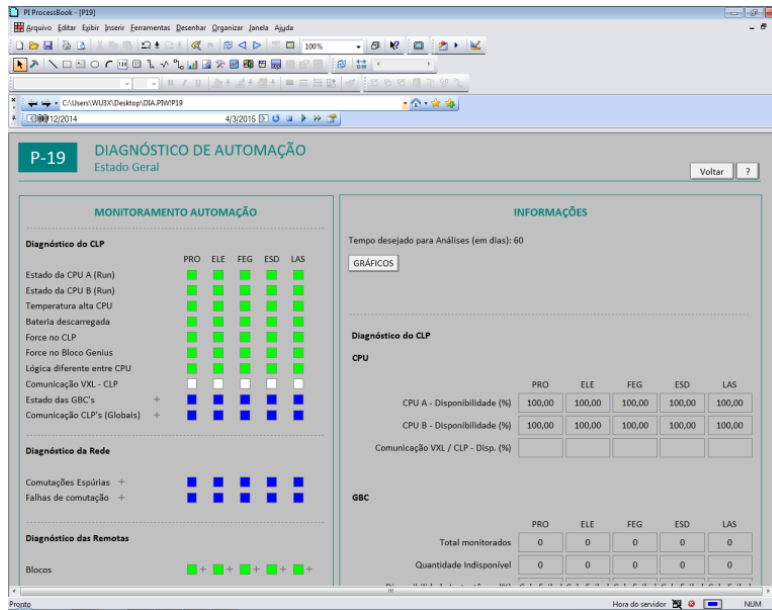 PI ProcessBook - [P19]
Arquivo Editar Exibir Inserir Ferramentas Desenhar Organizar Janela Ajuda
100%
C:\Users\WU3X\Desktop\DIA.PIW!P19
12/2014 4/3/2015
P-19
DIAGNÓSTICO DE AUTOMAÇÃO
Estado Geral
Voltar ?
MONITORAMENTO AUTOMAÇÃO
Diagnóstico do CLP
PRO ELE FEG ESD LAS
Estado da CPU A (Run)
Estado da CPU B (Run)
Temperatura alta CPU
Bateria descarregada
Force no CLP
Force no Bloco Genius
Lógica diferente entre CPU
Comunicação VXL - CLP
Estado das GBC's +
Comunicação CLP's (Globais) +
Diagnóstico da Rede
Comutações Espúrias +
Falhas de comutação +
Diagnóstico das Remotas
Blocos + + + + +
INFORMAÇÕES
Tempo desejado para Análises (em dias): 60
GRÁFICOS
Diagnóstico do CLP
CPU
PRO ELE FEG ESD LAS
CPU A - Disponibilidade (%) 100,00 100,00 100,00 100,00 100,00
CPU B - Disponibilidade (%) 100,00 100,00 100,00 100,00 100,00
Comunicação VXL / CLP - Disp. (%)
GBC
PRO ELE FEG ESD LAS
Total monitorados 0 0 0 0 0
Quantidade Indisponível 0 0 0 0 0
Pronto
Hora do servidor NUM